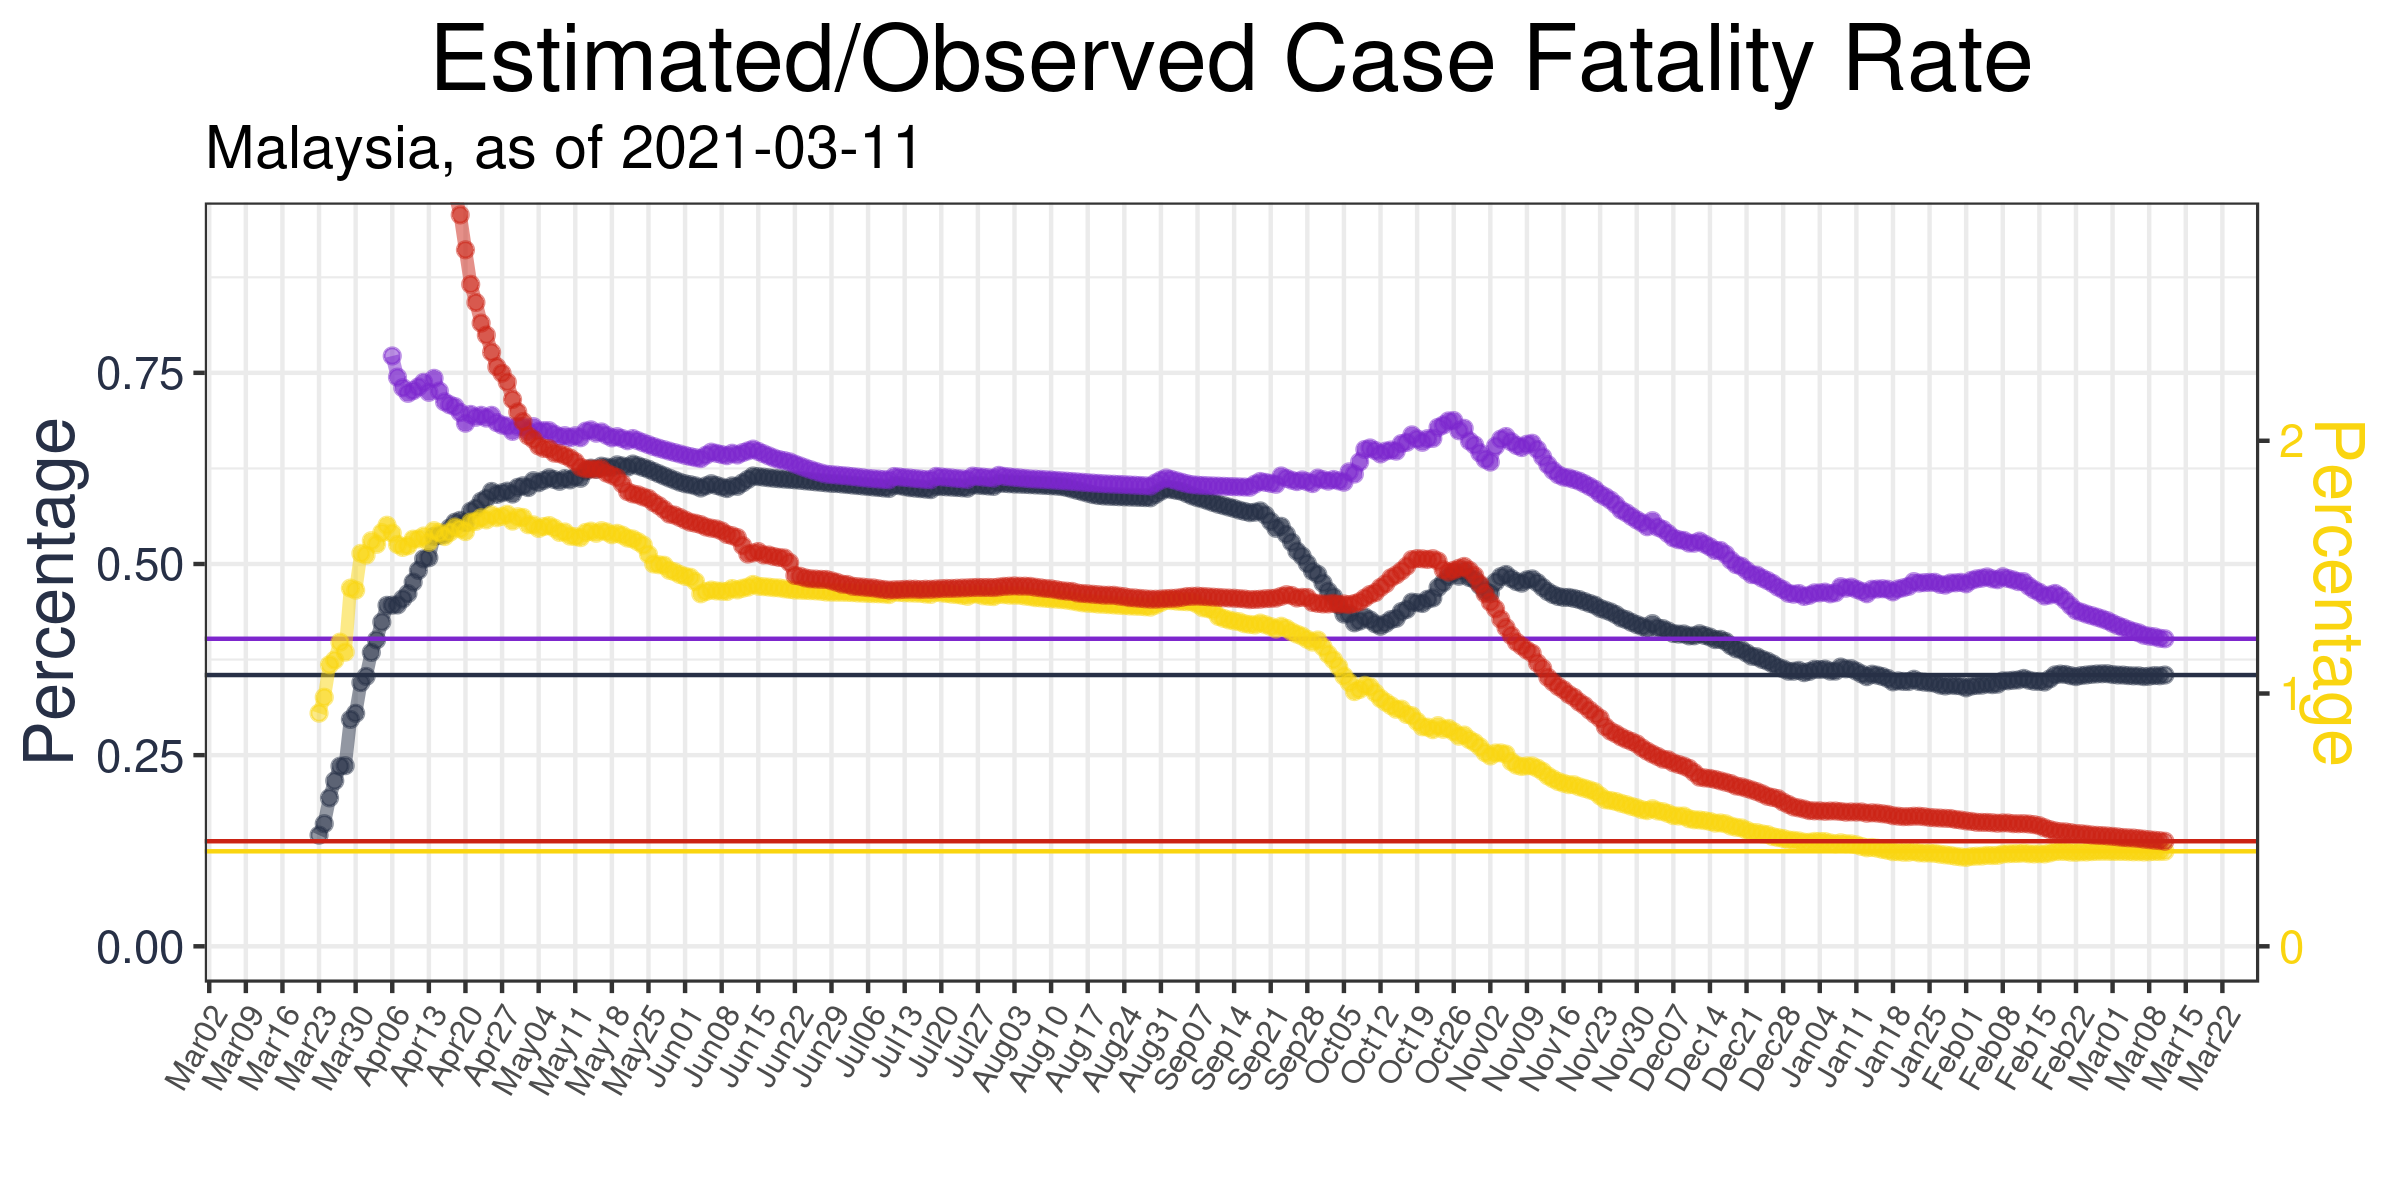 Estimated/Observed Case Fatality Rate
Malaysia, as of 2021-03-11
Percentage
0.75
0.50
0.25
0.00
2
1
0
Percentage
Mar02 Mar09 Mar16 Mar23 Mar30 Apr06 Apr13 Apr20 Apr27 May04 May11 May18 May25 Jun01 Jun08 Jun15 Jun22 Jun29 Jul06 Jul13 Jul20 Jul27 Aug03 Aug10 Aug17 Aug24 Aug31 Sep07 Sep14 Sep21 Sep28 Oct05 Oct12 Oct19 Oct26 Nov02 Nov09 Nov16 Nov23 Nov30 Dec07 Dec14 Dec21 Dec28 Jan04 Jan11 Jan18 Jan25 Feb01 Feb08 Feb15 Feb22 Mar01 Mar08 Mar15 Mar22